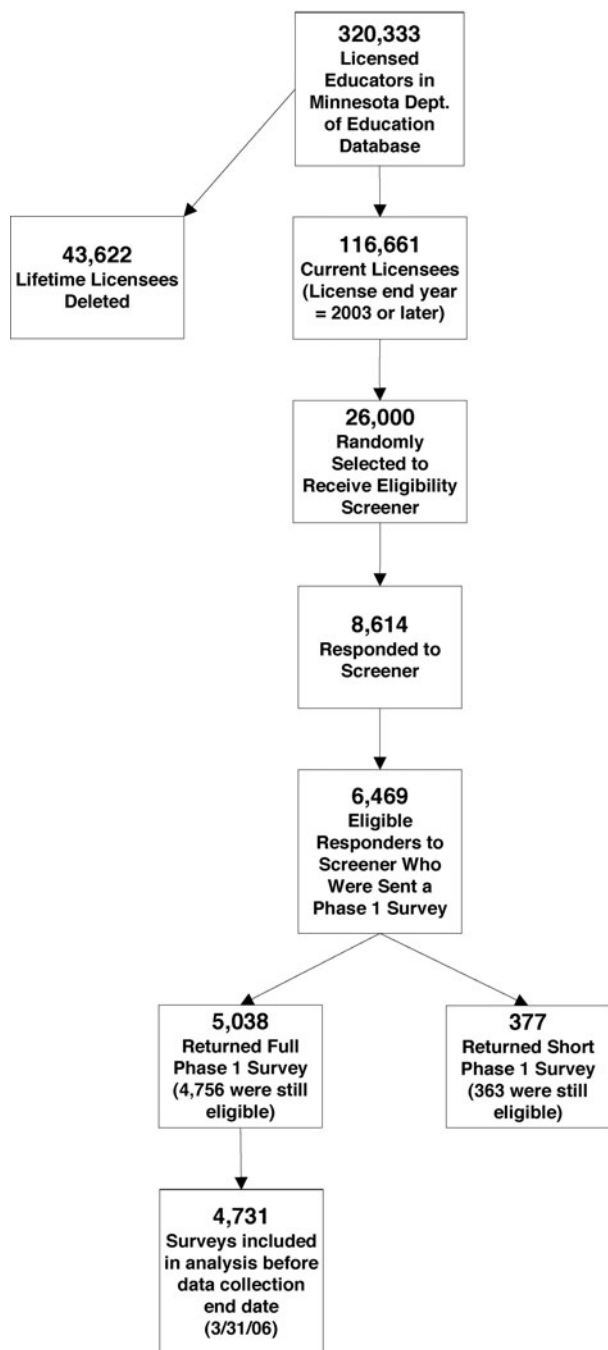 320,333
Licensed
Educators in
Minnesota Dept.
of Education
Database
43,622
Lifetime Licensees
Deleted
116,661
Current Licensees
(License end year
= 2003 or later)
26,000
Randomly
Selected to
Receive Eligibility
Screener
8,614
Responded to
Screener
6,469
Eligible
Responders to
Screener Who
Were Sent a
Phase 1 Survey
5,038
Returned Full
Phase 1 Survey
(4,756 were still
eligible)
377
Returned Short
Phase 1 Survey
(363 were still
eligible)
4,731
Surveys included
in analysis before
data collection
end date
(3/31/06)